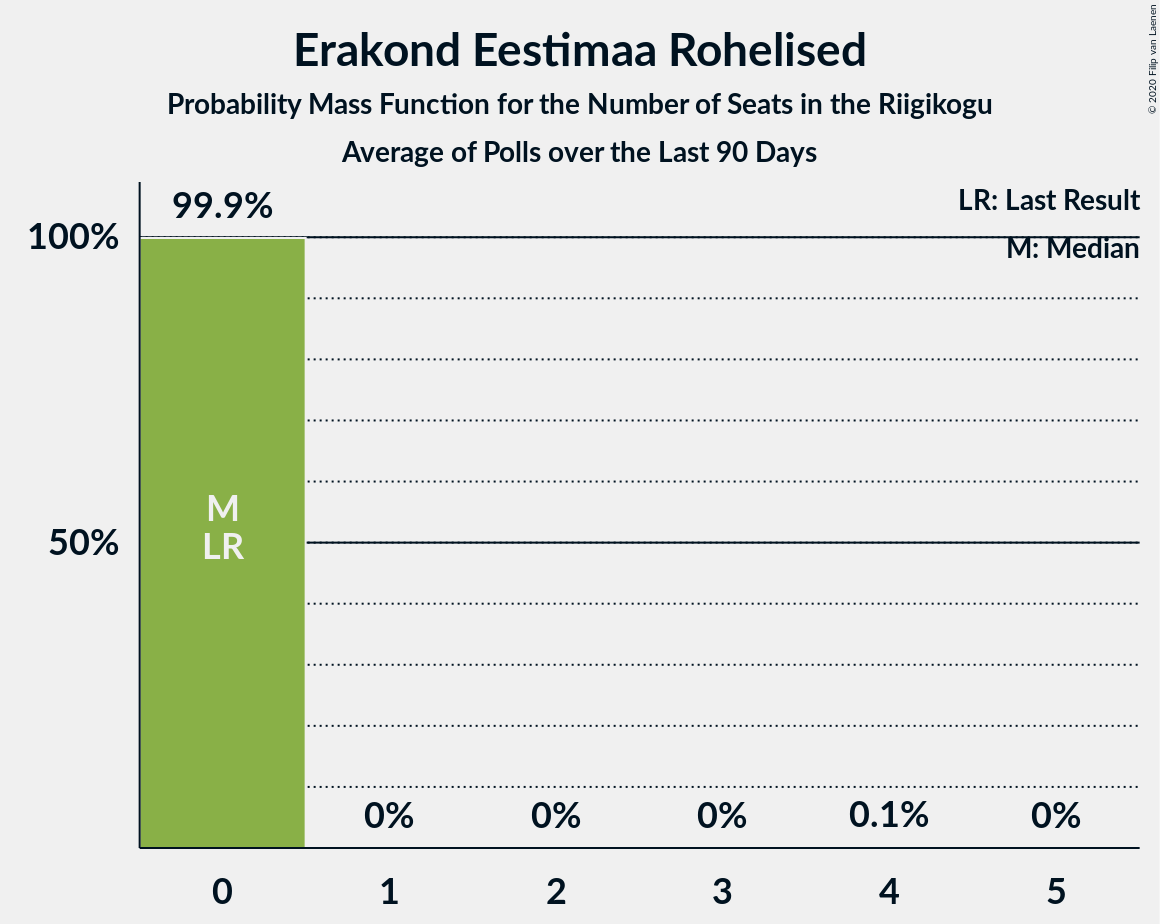 Erakond Eestimaa Rohelised
Probability Mass Function for the Number of Seats in the Riigikogu
Average of Polls over the Last 90 Days
© 2020 Filip van Laenen
LR: Last Result
M: Median
99.9%
100%
50%
M
LR
0% 0% 0% 0.1% 0%
0 1 2 3 4 5